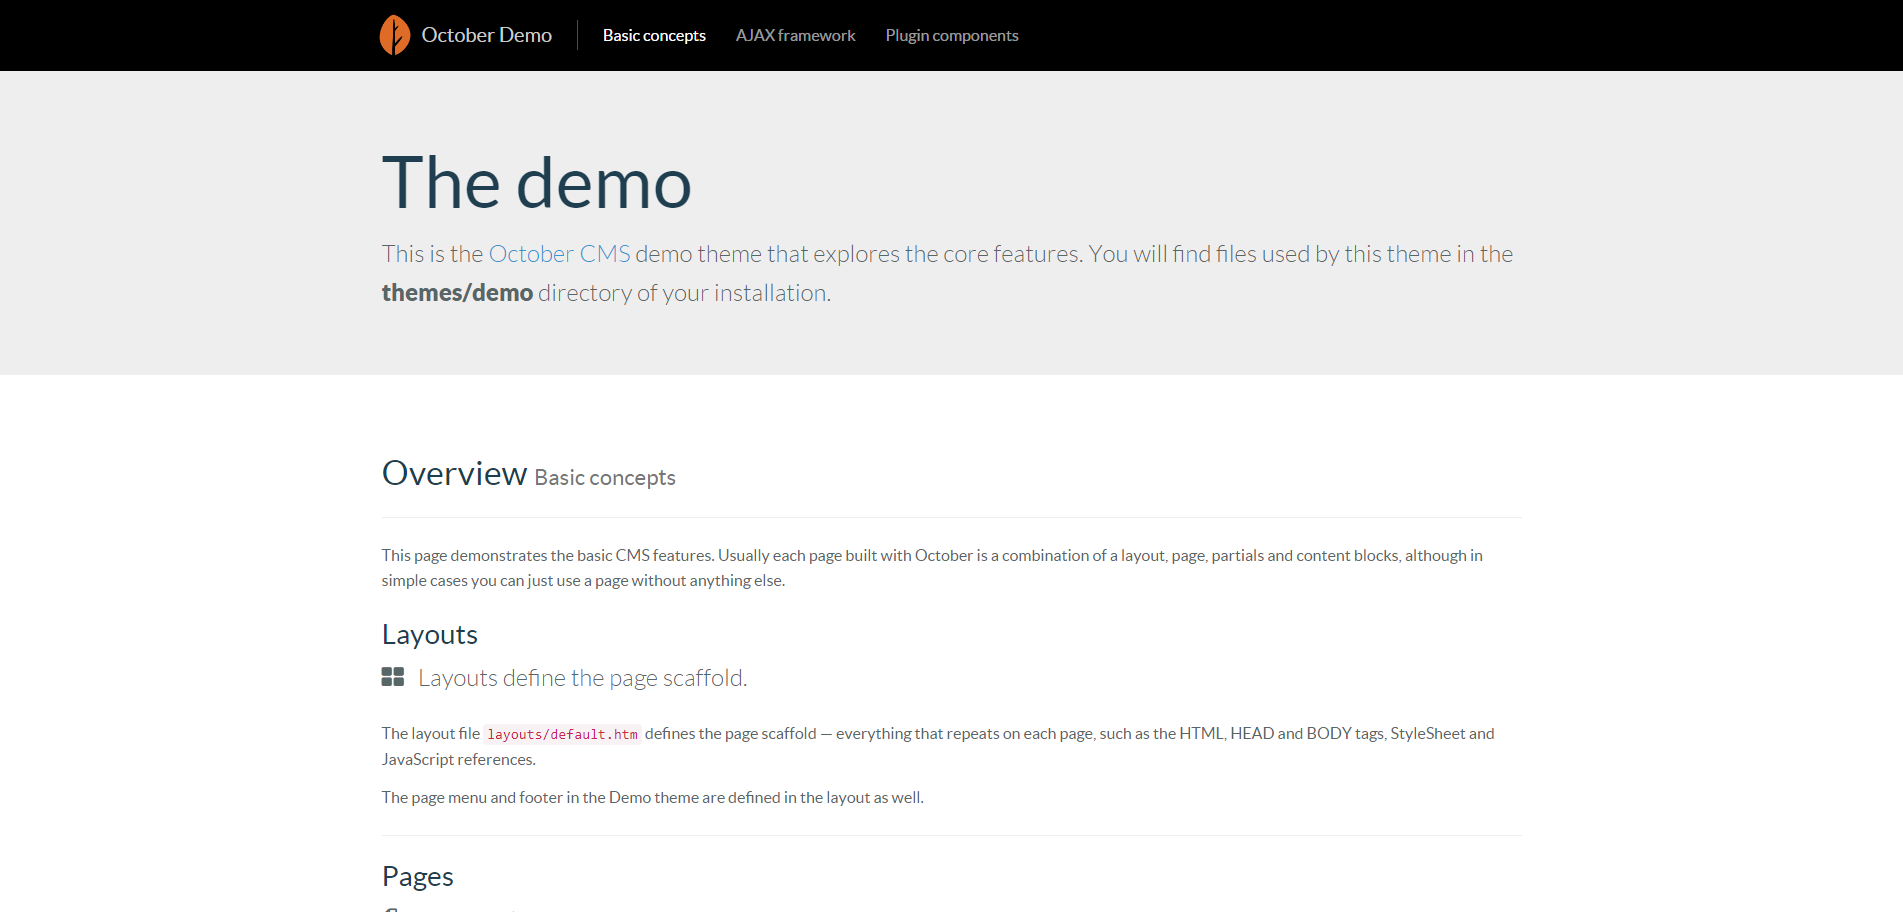 October Demo
Basic concepts
AJAX framework
Plugin components
The demo
This is the October CMS demo theme that explores the core features. You will find files used by this theme in the
themes/demo directory of your installation.
Overview Basic concepts
This page demonstrates the basic CMS features. Usually each page built with October is a combination of a layout, page, partials and content blocks, although in
simple cases you can just use a page without anything else.
Layouts
Layouts define the page scaffold.
The layout file layouts/default.htm defines the page scaffold — everything that repeats on each page, such as the HTML, HEAD and BODY tags, StyleSheet and
JavaScript references.
The page menu and footer in the Demo theme are defined in the layout as well.
Pages